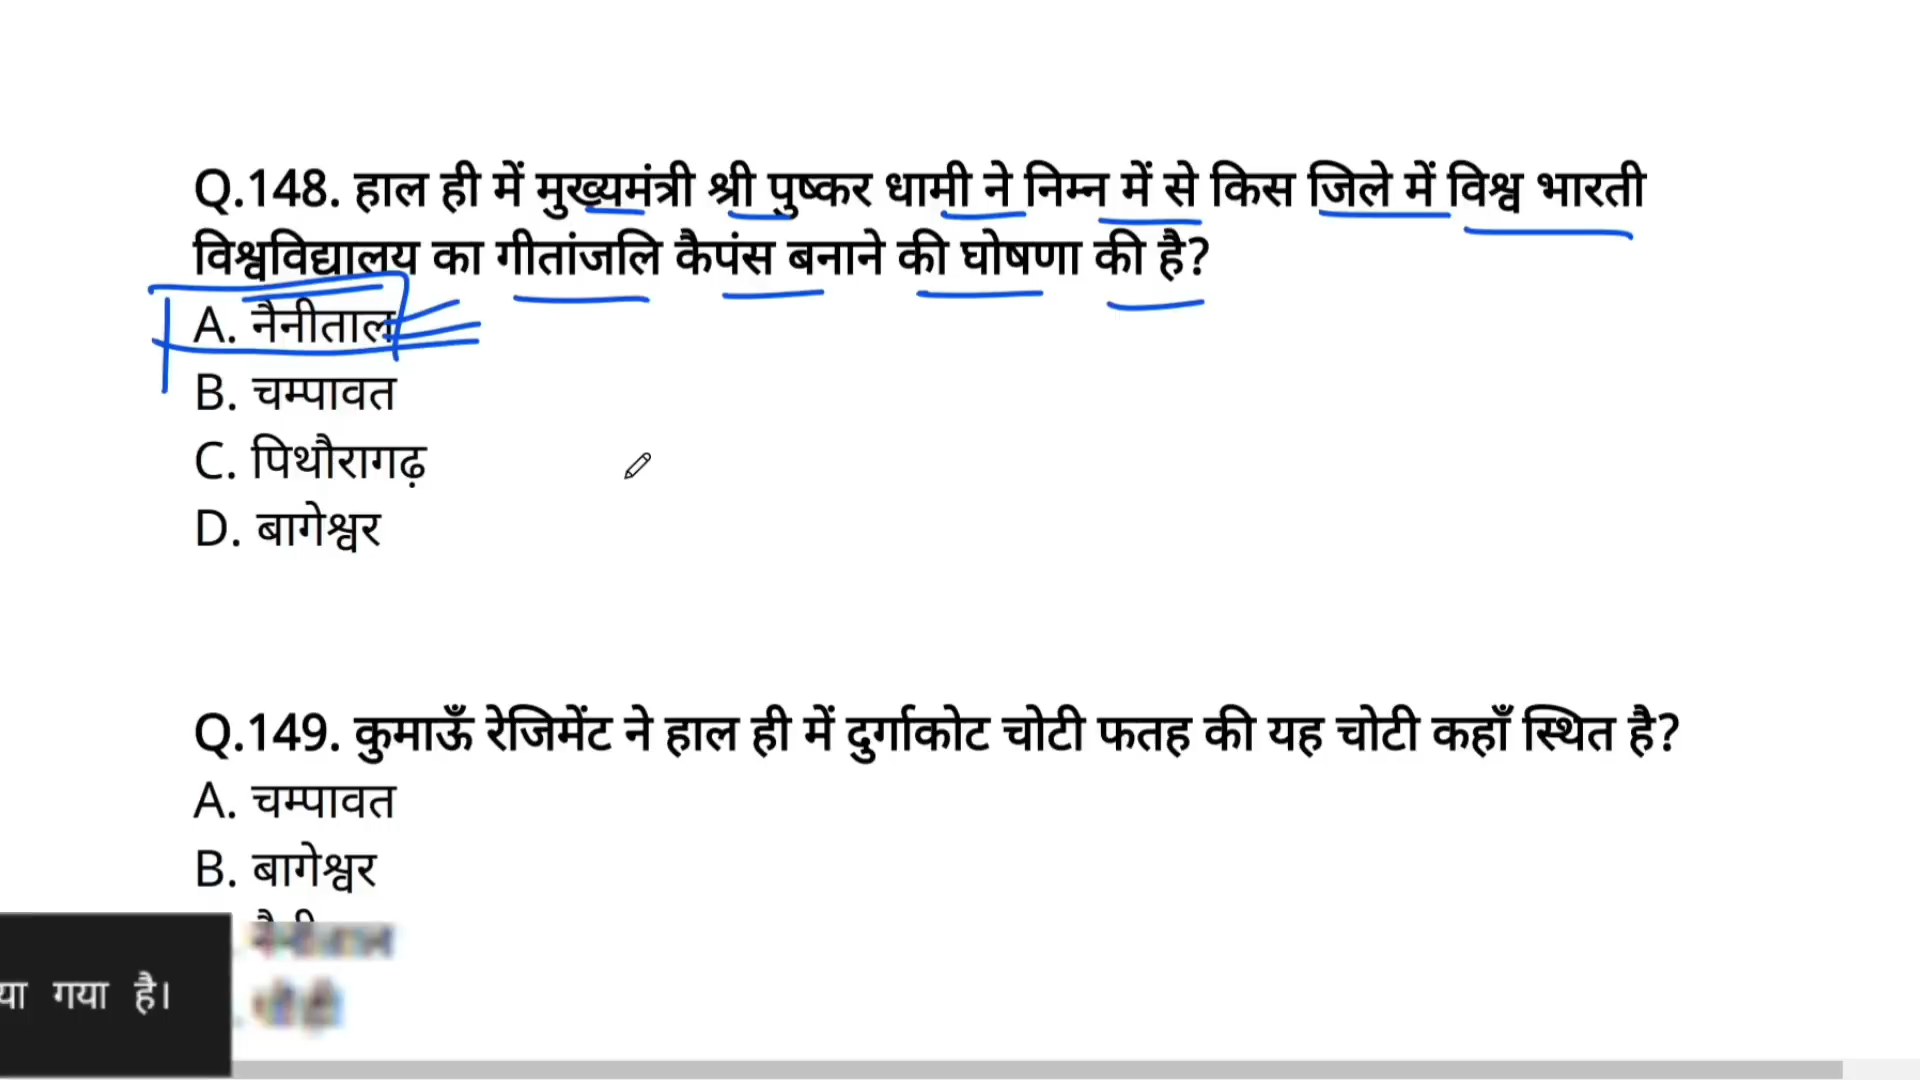 Q.148. हाल ही में मुख्यमंत्री श्री पुष्कर धामी ने निम्न में से किस जिले में विश्व भारती
विश्वविद्यालय का गीतांजलि कैपंस बनाने की घोषणा की है?
A. नैनीताल
B. चम्पावत
C. पिथौरागढ़
D. बागेश्वर
Q.149. कुमाऊँ रेजिमेंट ने हाल ही में दुर्गाकोट चोटी फतह की यह चोटी कहाँ स्थित है?
A. चम्पावत
B. बागेश्वर
नैनीताल
गया है।